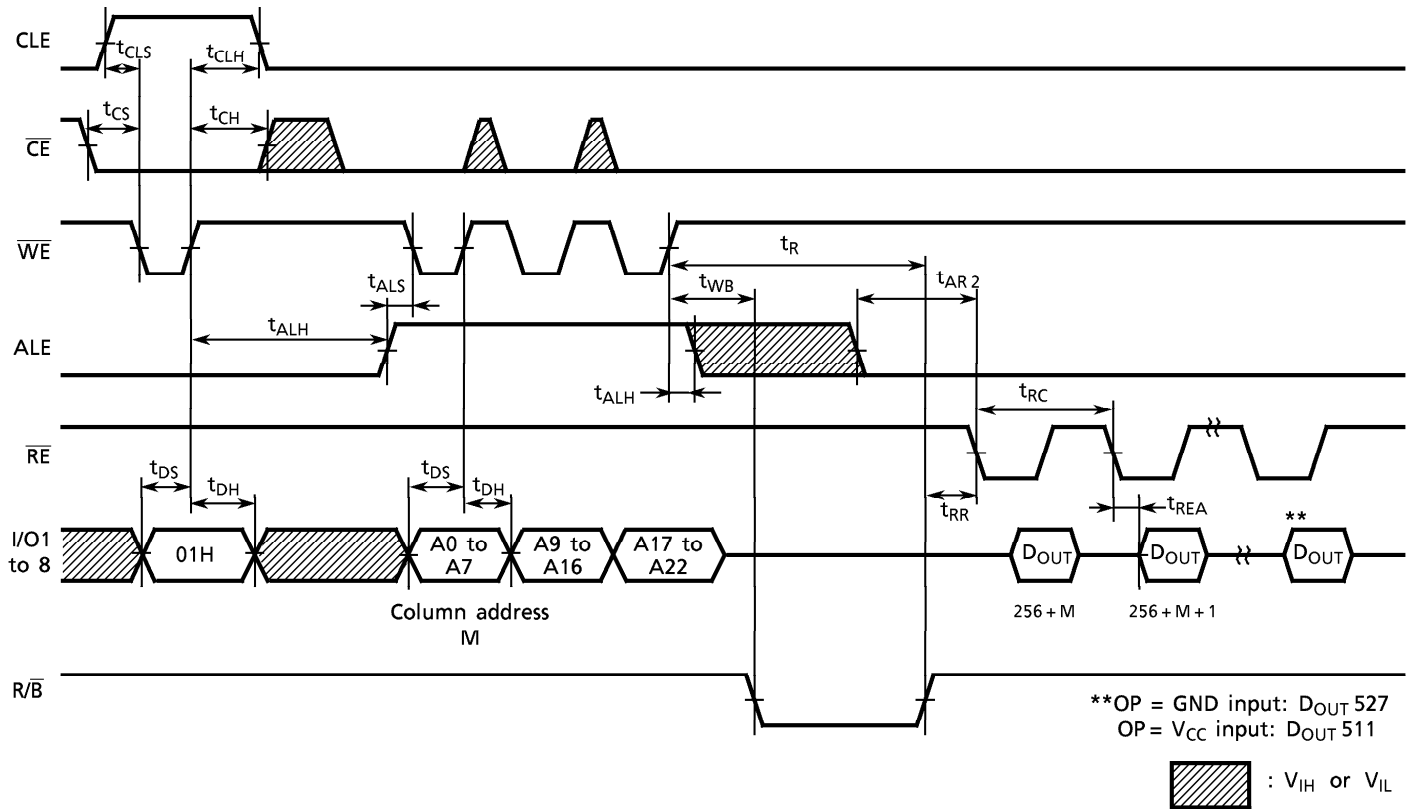 CLE
tCLS
tCLH
CE
tCS
tCH
WE
tALS
tR
tWB
tAR2
ALE
tALH
tALH
tRC
RE
tDS
tDH
tDS
tDH
tRR
tREA
I/O1 to 8
01H
A0 to A7
A9 to A16
A17 to A22
DOUT
DOUT
**
DOUT
Column address
M
256 + M
256 + M + 1
R/B
**OP = GND input: DOUT 527
OP = VCC input: DOUT 511
: VIH or VIL